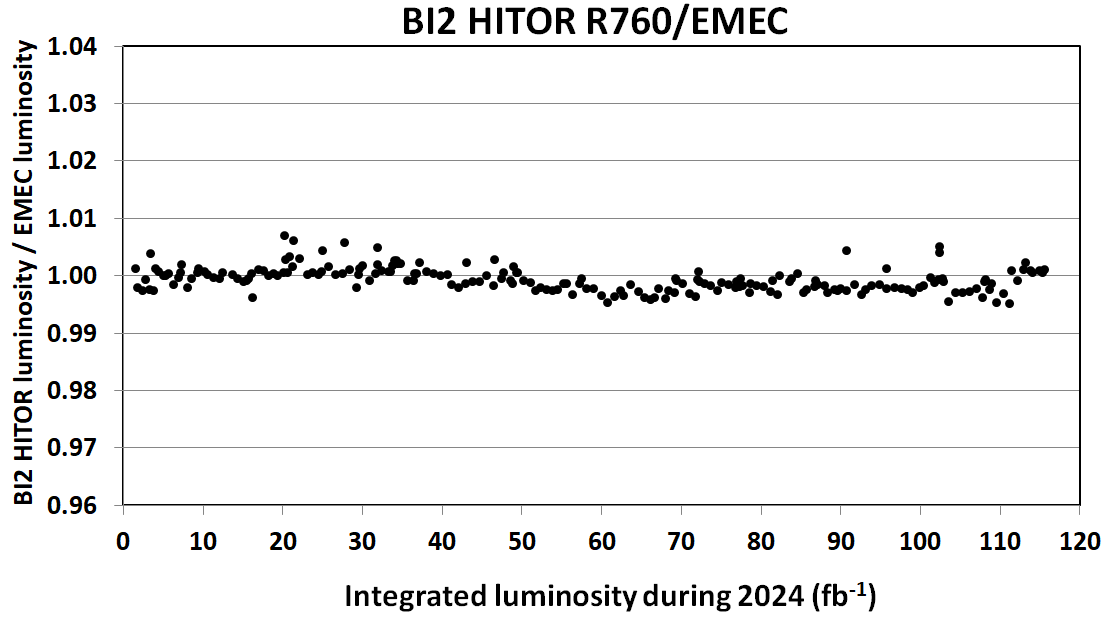 BI2 HITOR R760/EMEC
BI2 HITOR luminosity / EMEC luminosity
1.04
1.03
1.02
1.01
1.00
0.99
0.98
0.97
0.96
0 10 20 30 40 50 60 70 80 90 100 110 120
Integrated luminosity during 2024 (fb⁻¹)